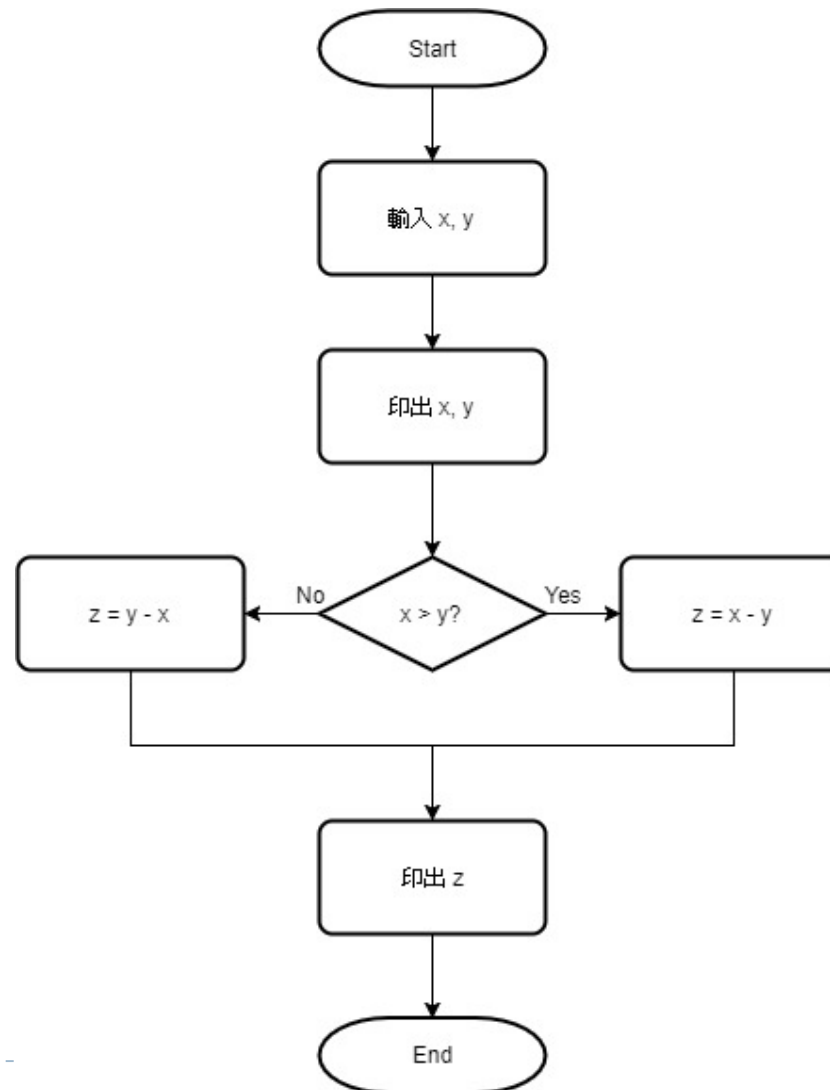 Start
輸入 x, y
印出 x, y
No
x > y?
Yes
z = y - x
z = x - y
印出 z
End